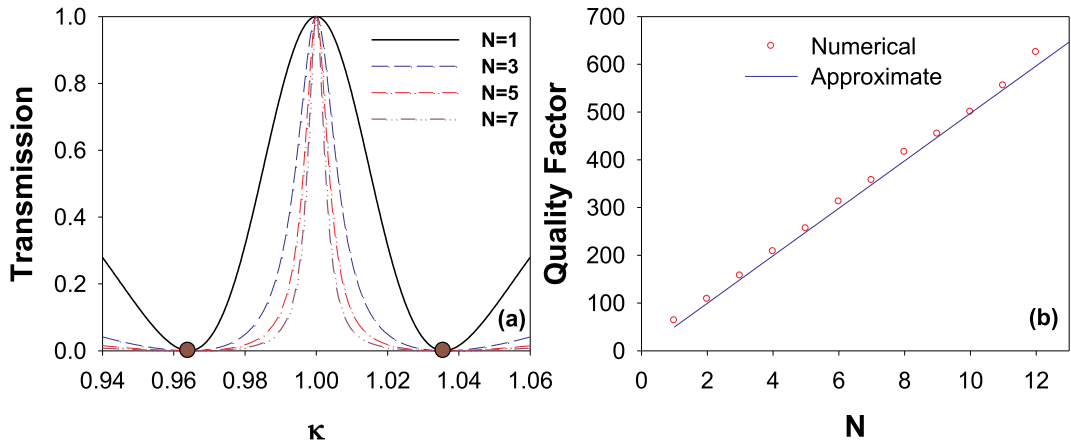 Transmission
1.0
0.8
0.6
0.4
0.2
0.0
N=1
N=3
N=5
N=7
(a)
0.94 0.96 0.98 1.00 1.02 1.04 1.06
κ
Quality Factor
700
600
500
400
300
200
100
0
Numerical
Approximate
(b)
0 2 4 6 8 10 12
N